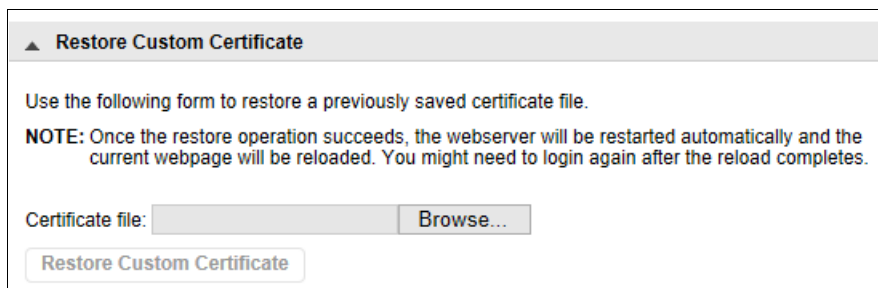 Restore Custom Certificate
Use the following form to restore a previously saved certificate file.
NOTE: Once the restore operation succeeds, the webserver will be restarted automatically and the
current webpage will be reloaded. You might need to login again after the reload completes.
Certificate file: Browse...
Restore Custom Certificate